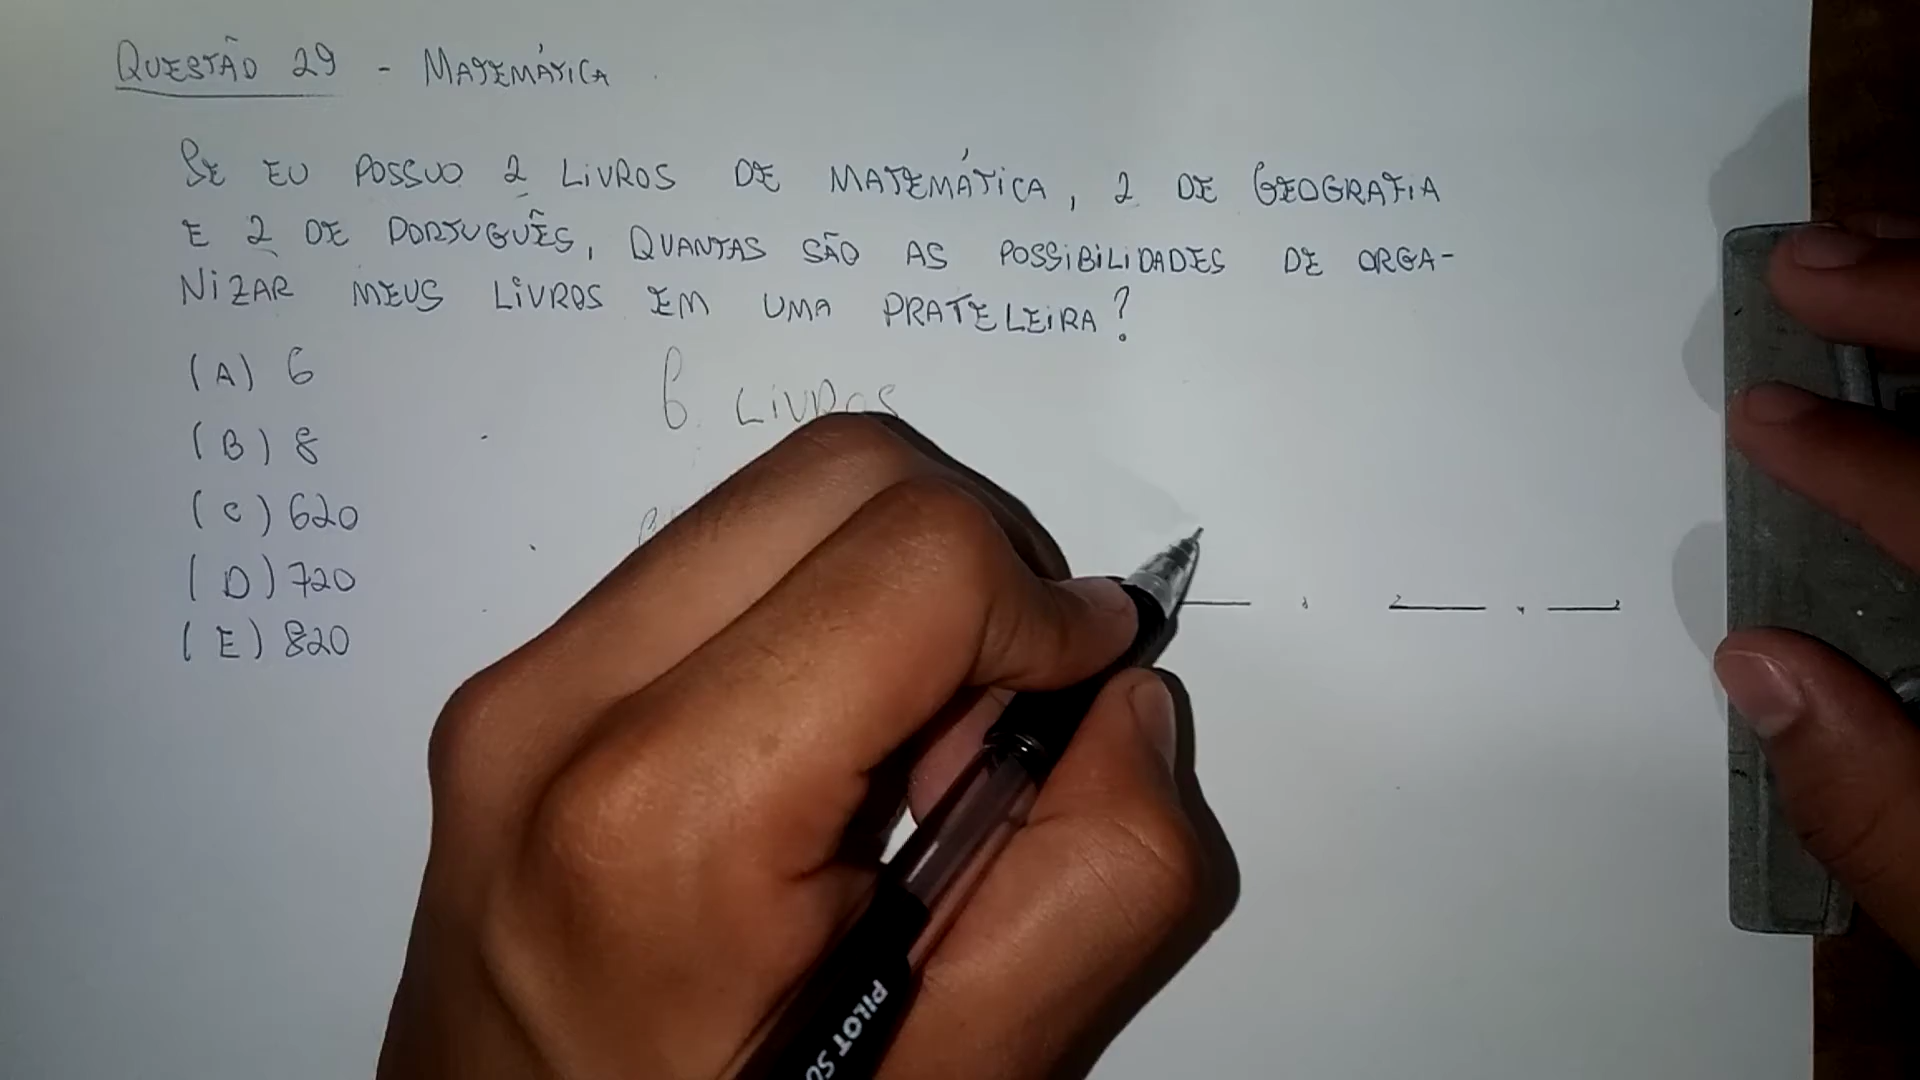 QUESTÃO 29 - MATEMÁTICA
SE EU POSSUO 2 LIVROS DE MATEMÁTICA, 2 DE GEOGRAFIA
E 2 DE PORTUGUÊS, QUANTAS SÃO AS POSSIBILIDADES DE ORGA-
NIZAR MEUS LIVROS EM UMA PRATELEIRA?
(A) 6
6 LIVROS
(B) 8
(C) 620
(D) 720
(E) 820
PILOT